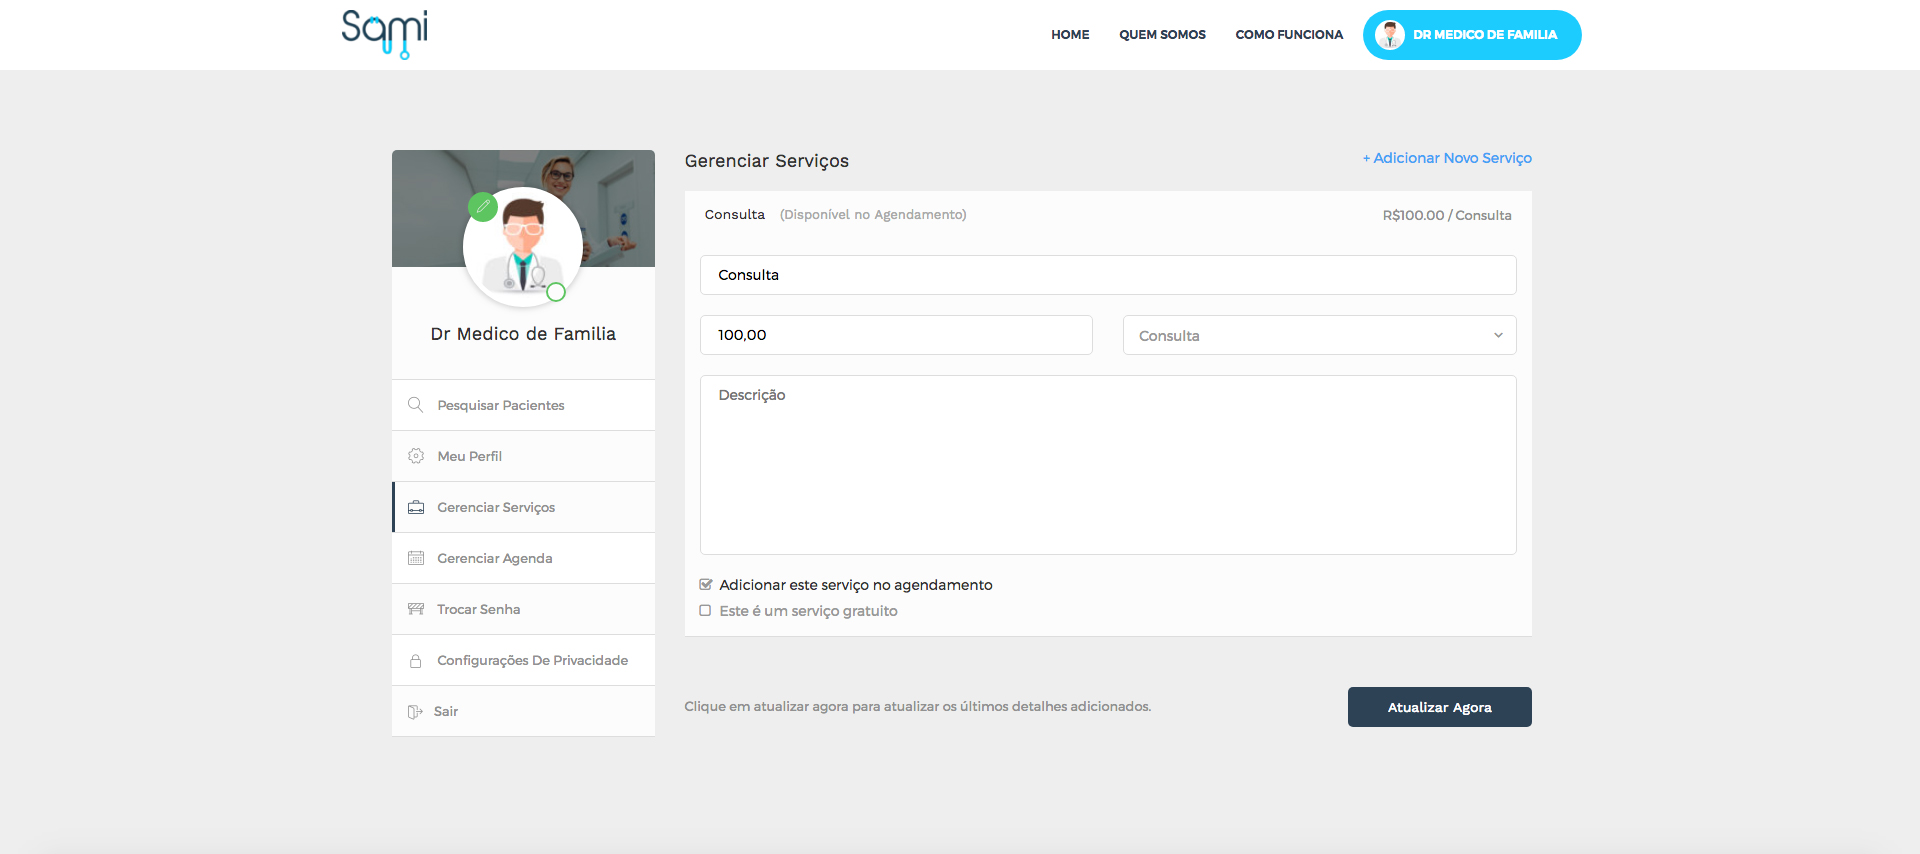 Sami
HOME QUEM SOMOS COMO FUNCIONA DR MEDICO DE FAMILIA
Dr Medico de Familia
Pesquisar Pacientes
Meu Perfil
Gerenciar Serviços
Gerenciar Agenda
Trocar Senha
Configurações De Privacidade
Sair
Gerenciar Serviços + Adicionar Novo Serviço
Consulta (Disponível no Agendamento) R$100.00 / Consulta
Consulta
100,00 Consulta
Descrição
Adicionar este serviço no agendamento
Este é um serviço gratuito
Clique em atualizar agora para atualizar os últimos detalhes adicionados. Atualizar Agora